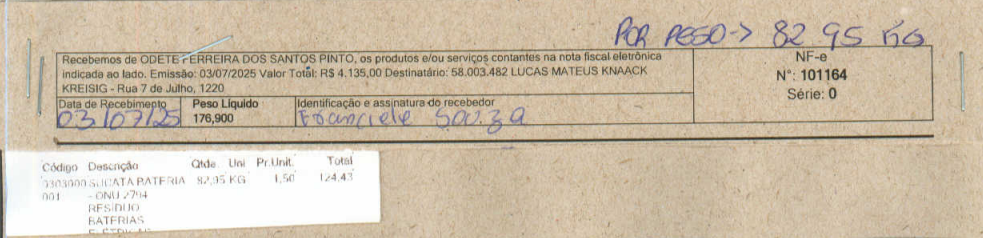 POR PESO-> 82 95 KG
Recebemos de ODETE FERREIRA DOS SANTOS PINTO, os produtos e/ou serviços contantes na nota fiscal eletrônica
indicada ao lado. Emissão: 03/07/2025 Valor Total: R$ 4.135,00 Destinatário: 58.003.482 LUCAS MATEUS KNAACK
KREISIG - Rua 7 de Julho, 1220
NF-e
N°: 101164
Série: 0
Data de Recebimento Peso Líquido Identificação e assinatura do recebedor
03/07/25 176,900 Franciele Souza
Código Descrição Qtde. Uni Pr.Unit. Total
0303000 SUCATA BATERIA 82,95 KG 1,50 124,43
001 - ONU 2794
RESÍDUO
BATERIAS